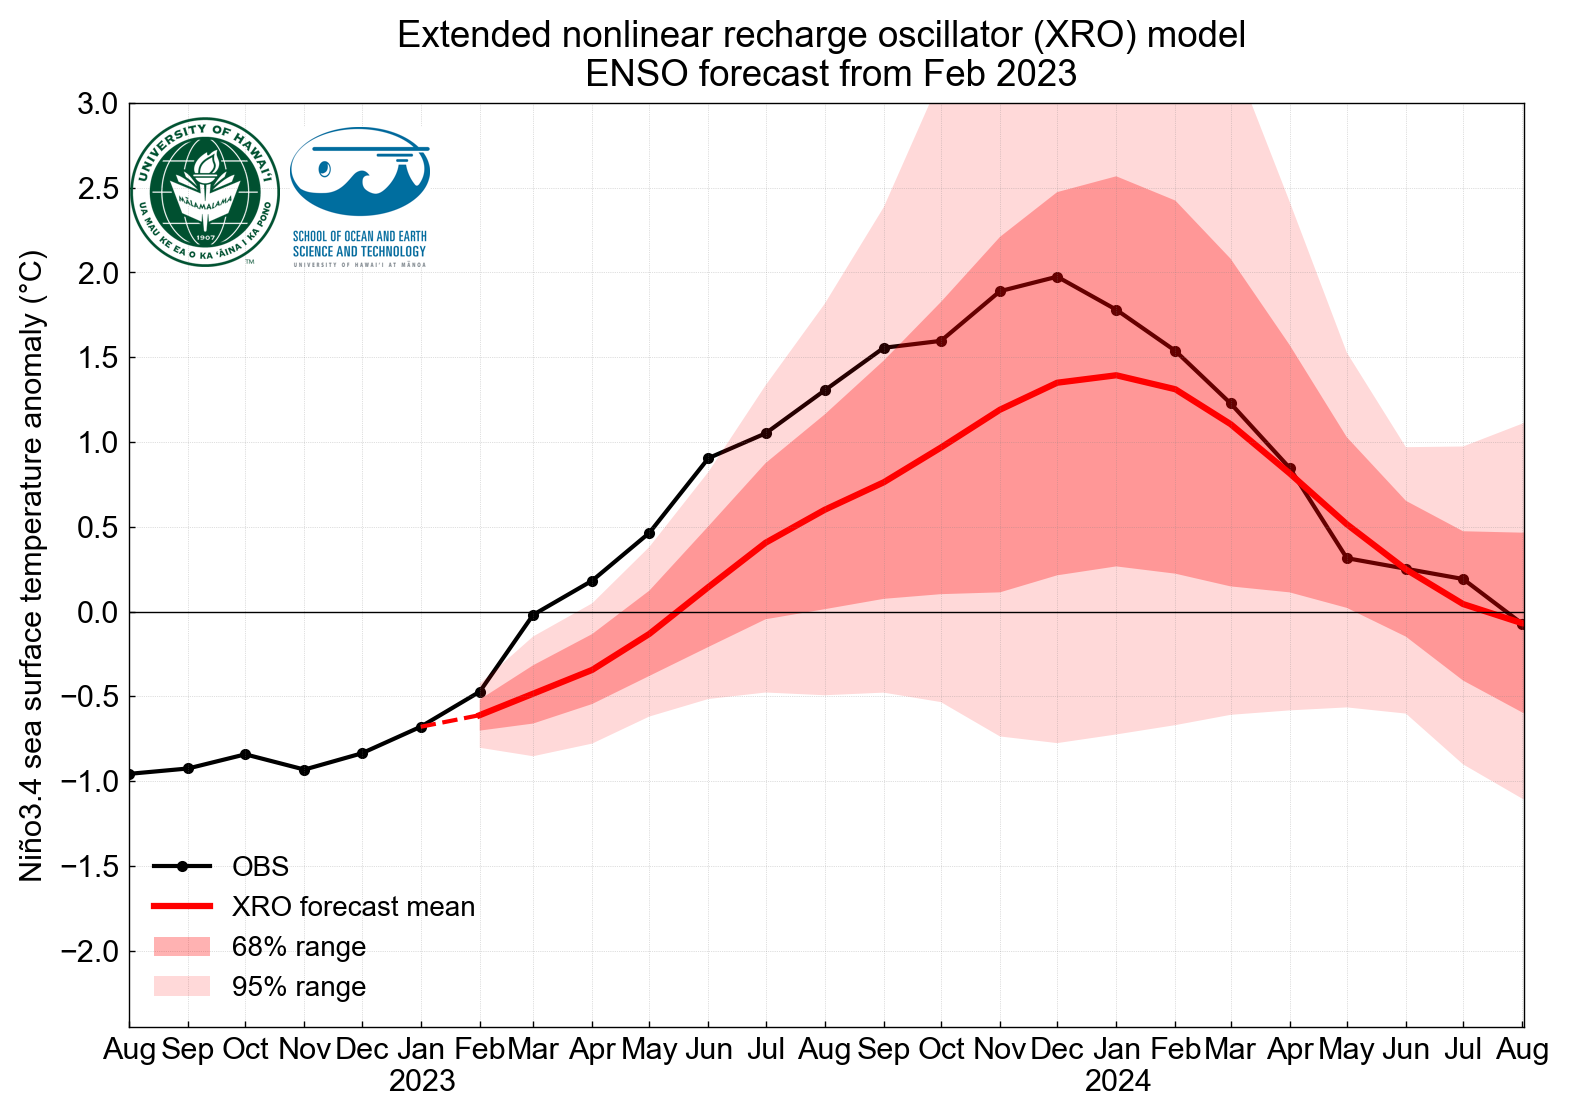 Extended nonlinear recharge oscillator (XRO) model
ENSO forecast from Feb 2023
UNIVERSITY OF HAWAIʻI
MĀLAMALAMA
1907
UA MAU KE EA O KA ʻĀINA I KA PONO
TM
SCHOOL OF OCEAN AND EARTH
SCIENCE AND TECHNOLOGY
UNIVERSITY OF HAWAIʻI AT MĀNOA
Niño3.4 sea surface temperature anomaly (°C)
3.0
2.5
2.0
1.5
1.0
0.5
0.0
−0.5
−1.0
−1.5
−2.0
OBS
XRO forecast mean
68% range
95% range
Aug Sep Oct Nov Dec Jan Feb Mar Apr May Jun Jul Aug Sep Oct Nov Dec Jan Feb Mar Apr May Jun Jul Aug
2023 2024